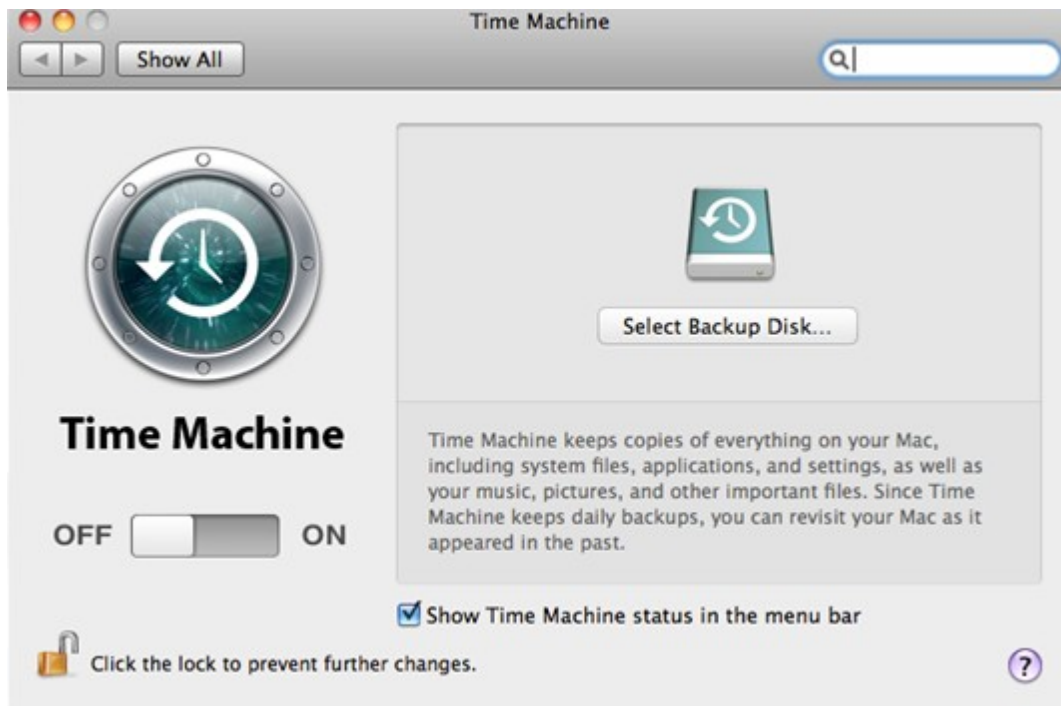 Time Machine
Show All
Select Backup Disk...
Time Machine
Time Machine keeps copies of everything on your Mac,
including system files, applications, and settings, as well as
your music, pictures, and other important files. Since Time
Machine keeps daily backups, you can revisit your Mac as it
appeared in the past.
OFF ON
Show Time Machine status in the menu bar
Click the lock to prevent further changes.
?